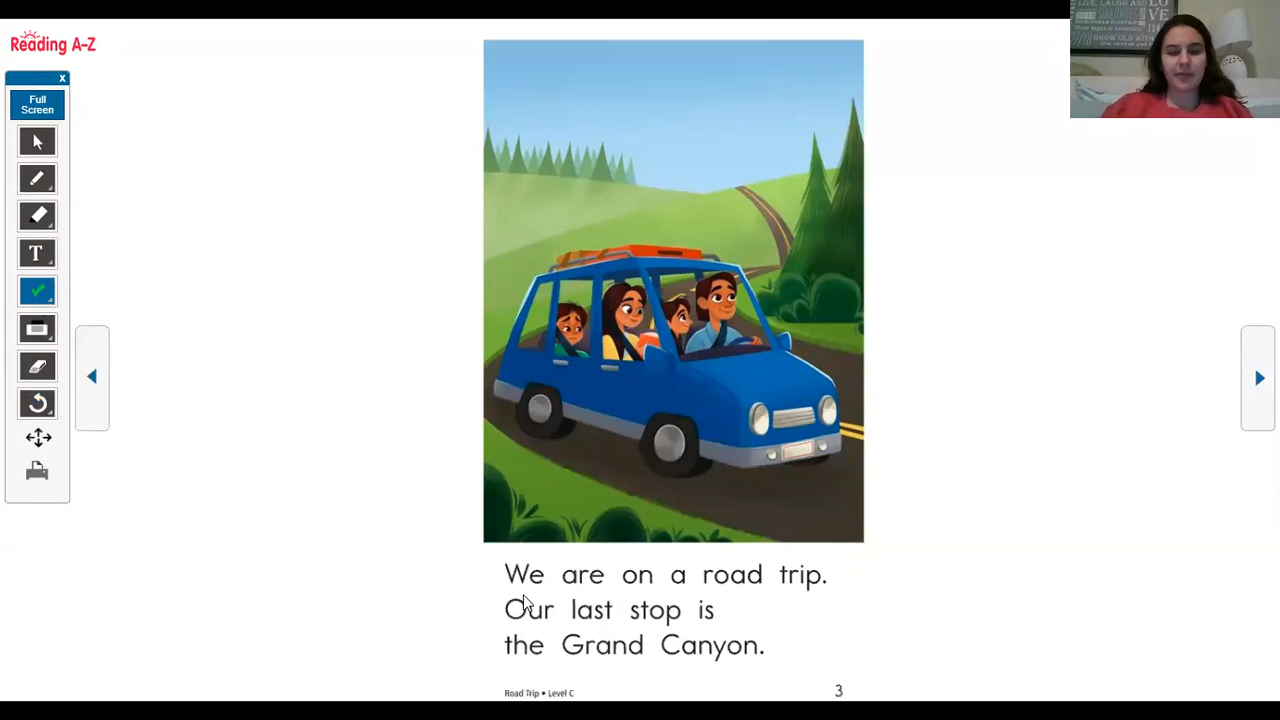 Reading A-Z
x
Full
Screen
T
We are on a road trip.
Our last stop is
the Grand Canyon.
Road Trip • Level C
3